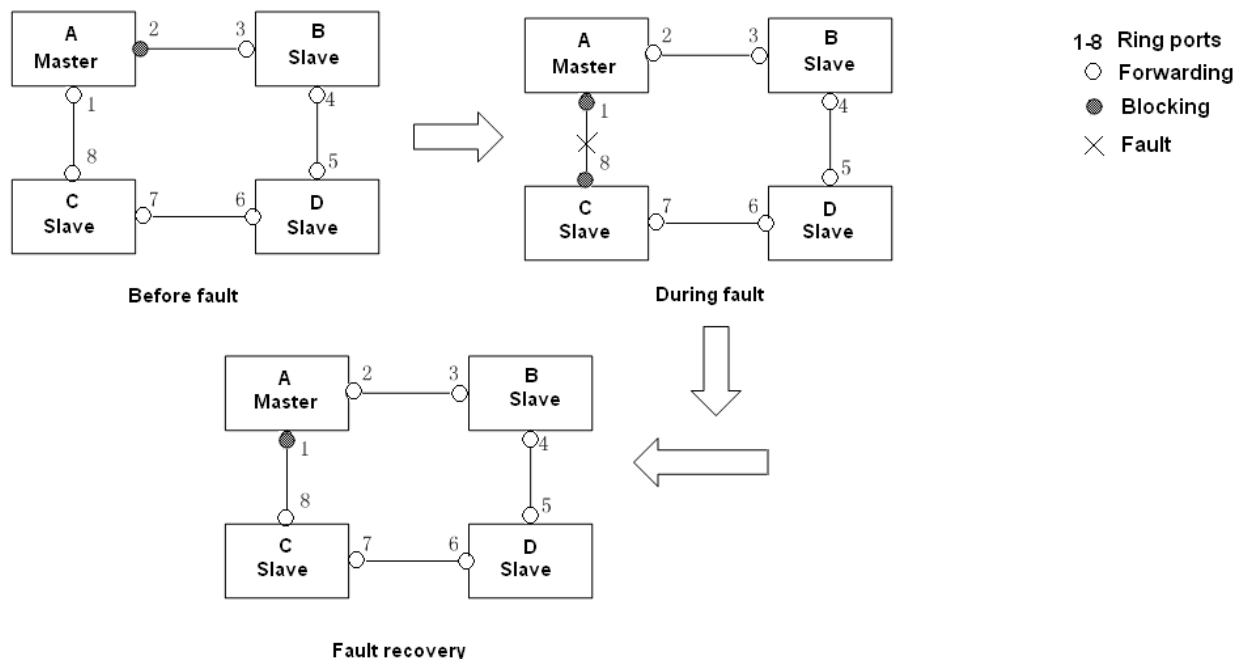 A
Master
2
3
B
Slave
1
4
8
5
C
Slave
7
6
D
Slave
Before fault
A
Master
2
3
B
Slave
1
4
8
5
C
Slave
7
6
D
Slave
During fault
1-8 Ring ports
Forwarding
Blocking
Fault
A
Master
2
3
B
Slave
1
4
8
5
C
Slave
7
6
D
Slave
Fault recovery